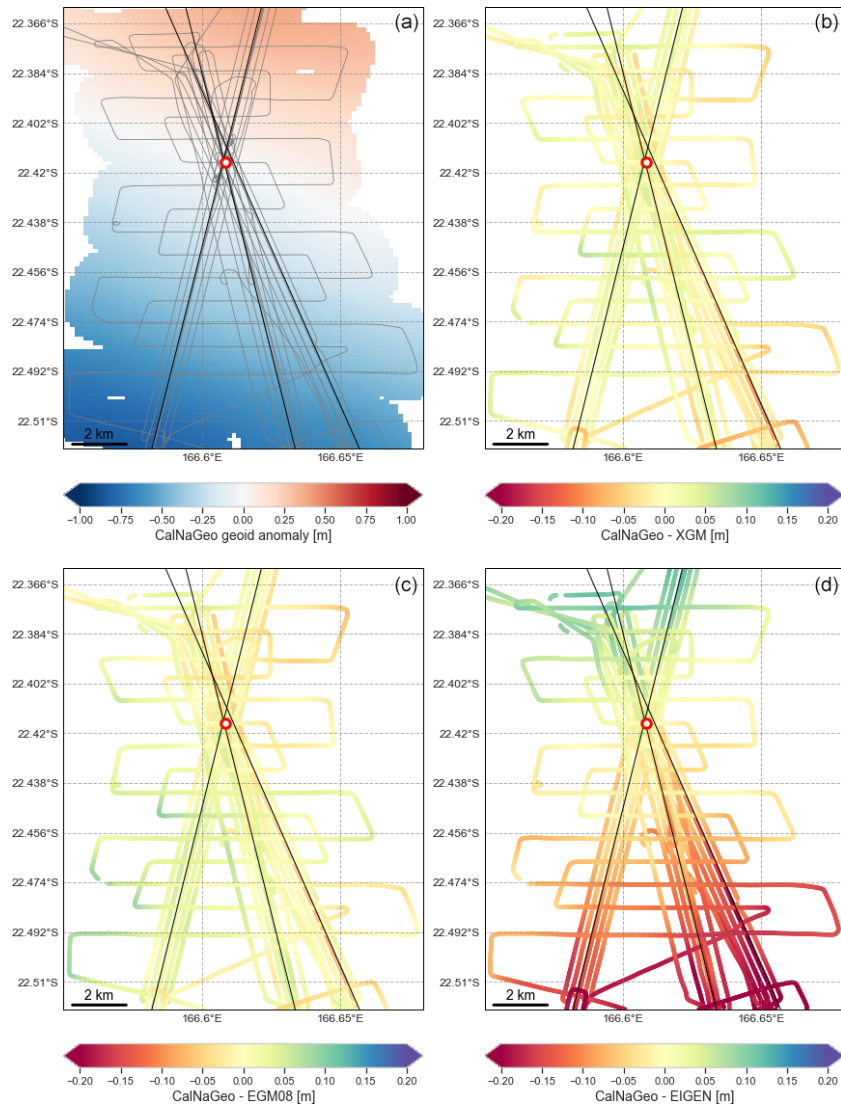 (a)
22.366°S
22.384°S
22.402°S
22.42°S
22.438°S
22.456°S
22.474°S
22.492°S
22.51°S
2 km
166.6°E
166.65°E
−1.00
−0.75
−0.50
−0.25
0.00
0.25
0.50
0.75
1.00
CalNaGeo geoid anomaly [m]
(b)
22.366°S
22.384°S
22.402°S
22.42°S
22.438°S
22.456°S
22.474°S
22.492°S
22.51°S
2 km
166.6°E
166.65°E
−0.20
−0.15
−0.10
−0.05
0.00
0.05
0.10
0.15
0.20
CalNaGeo - XGM [m]
(c)
22.366°S
22.384°S
22.402°S
22.42°S
22.438°S
22.456°S
22.474°S
22.492°S
22.51°S
2 km
166.6°E
166.65°E
−0.20
−0.15
−0.10
−0.05
0.00
0.05
0.10
0.15
0.20
CalNaGeo - EGM08 [m]
(d)
22.366°S
22.384°S
22.402°S
22.42°S
22.438°S
22.456°S
22.474°S
22.492°S
22.51°S
2 km
166.6°E
166.65°E
−0.20
−0.15
−0.10
−0.05
0.00
0.05
0.10
0.15
0.20
CalNaGeo - EIGEN [m]